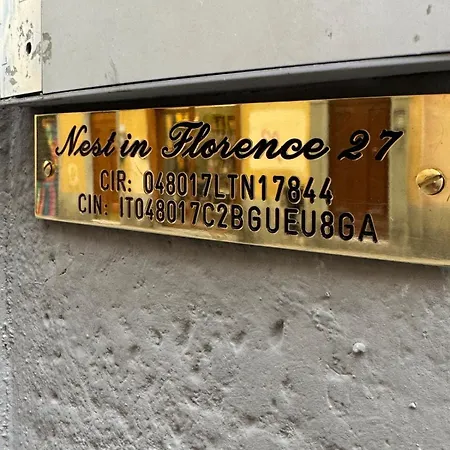 Nest in Florence 27
CIR: 048017LTN17844
CIN: IT048017C2BGUEU8GA